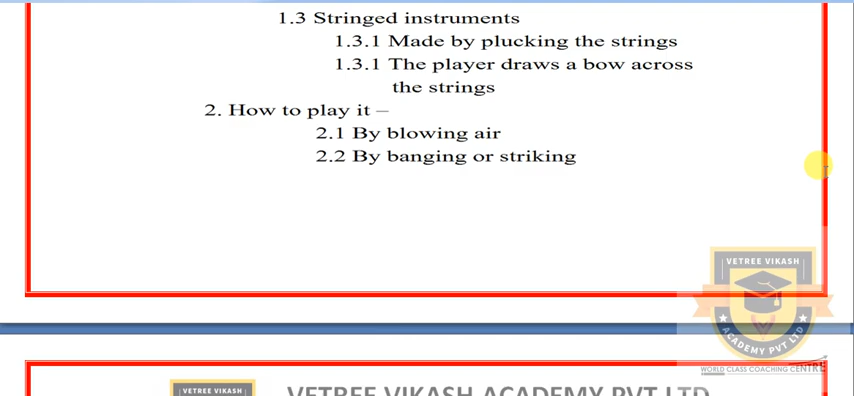 1.3 Stringed instruments
1.3.1 Made by plucking the strings
1.3.1 The player draws a bow across
the strings
2. How to play it –
2.1 By blowing air
2.2 By banging or striking
VETREE VIKASH
ACADEMY PVT LTD
WORLD CLASS COACHING CENTRE
VETREE VIKASH
VETREE VIKASH ACADEMY PVT LTD